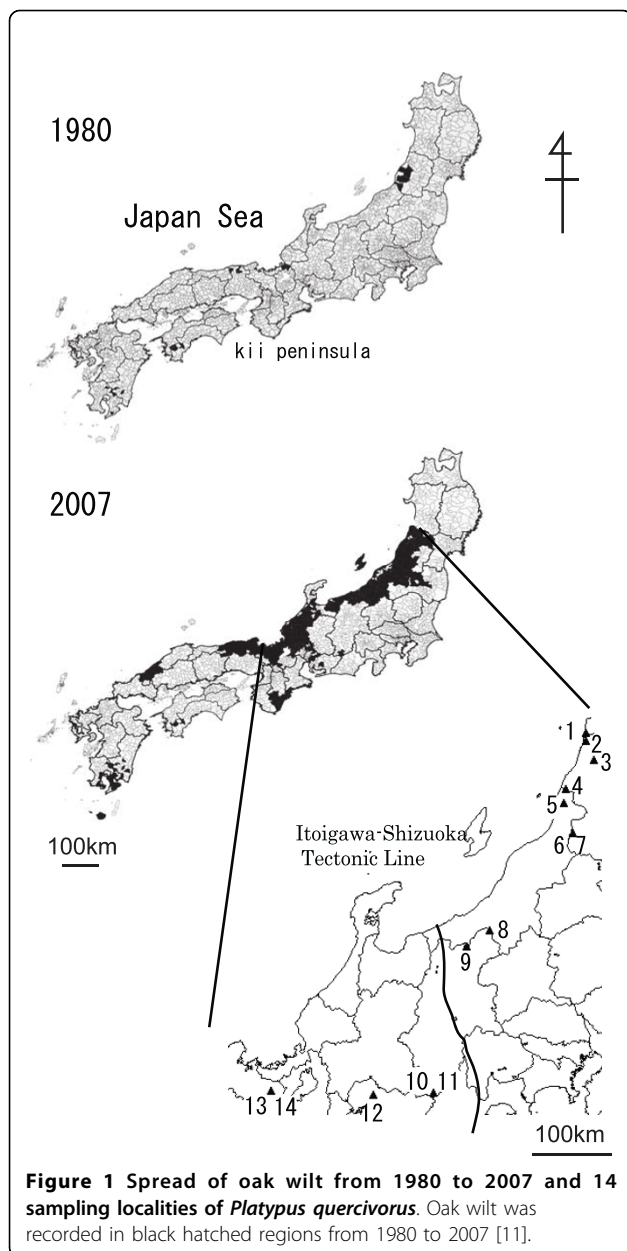 1980
4
Japan Sea
kii peninsula
2007
100km
1
2
3
4
5
Itoigawa-Shizuoka
Tectonic Line
6 7
8
9
10 11
12
13 14
100km
Figure 1 Spread of oak wilt from 1980 to 2007 and 14
sampling localities of Platypus quercivorus. Oak wilt was
recorded in black hatched regions from 1980 to 2007 [11].